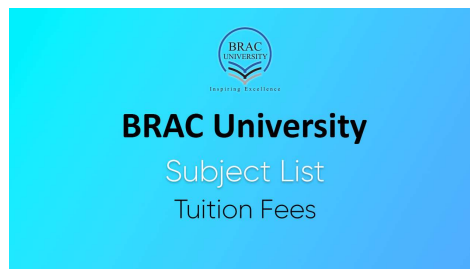 BRAC
UNIVERSITY
Inspiring Excellence
BRAC University
Subject List
Tuition Fees